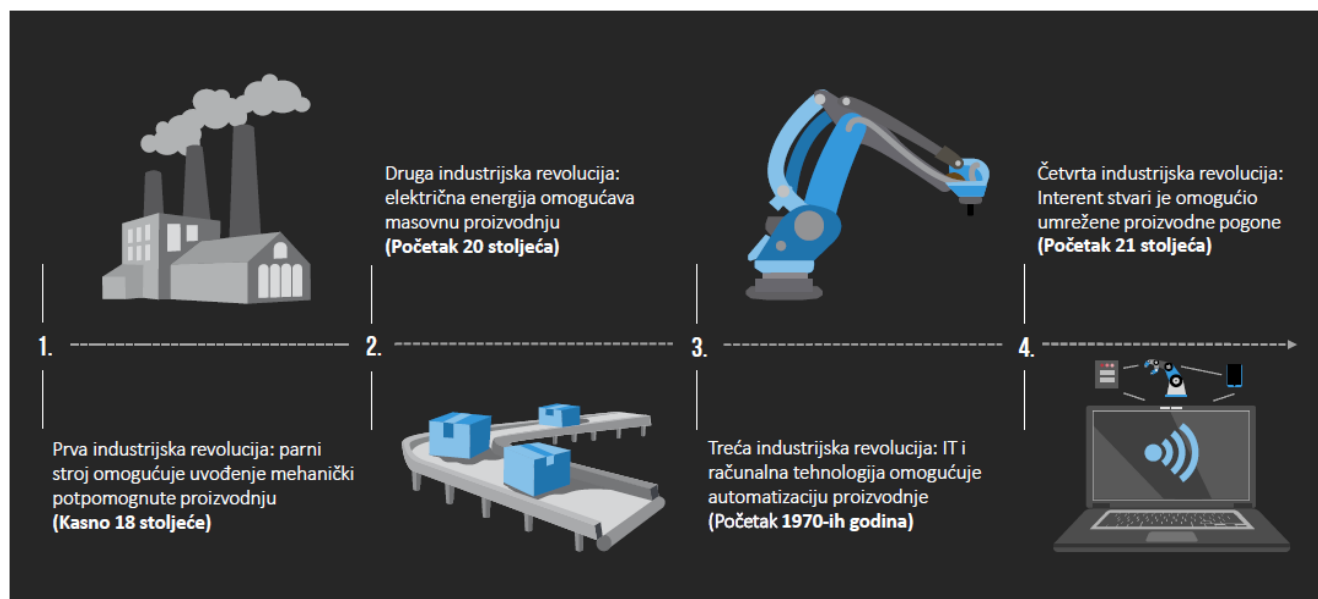 1.
Prva industrijska revolucija: parni
stroj omogućuje uvođenje mehanički
potpomognute proizvodnju
(Kasno 18 stoljeće)
2.
Druga industrijska revolucija:
električna energija omogućava
masovnu proizvodnju
(Početak 20 stoljeća)
3.
Treća industrijska revolucija: IT i
računalna tehnologija omogućuje
automatizaciju proizvodnje
(Početak 1970-ih godina)
4.
Četvrta industrijska revolucija:
Interent stvari je omogućio
umrežene proizvodne pogone
(Početak 21 stoljeća)